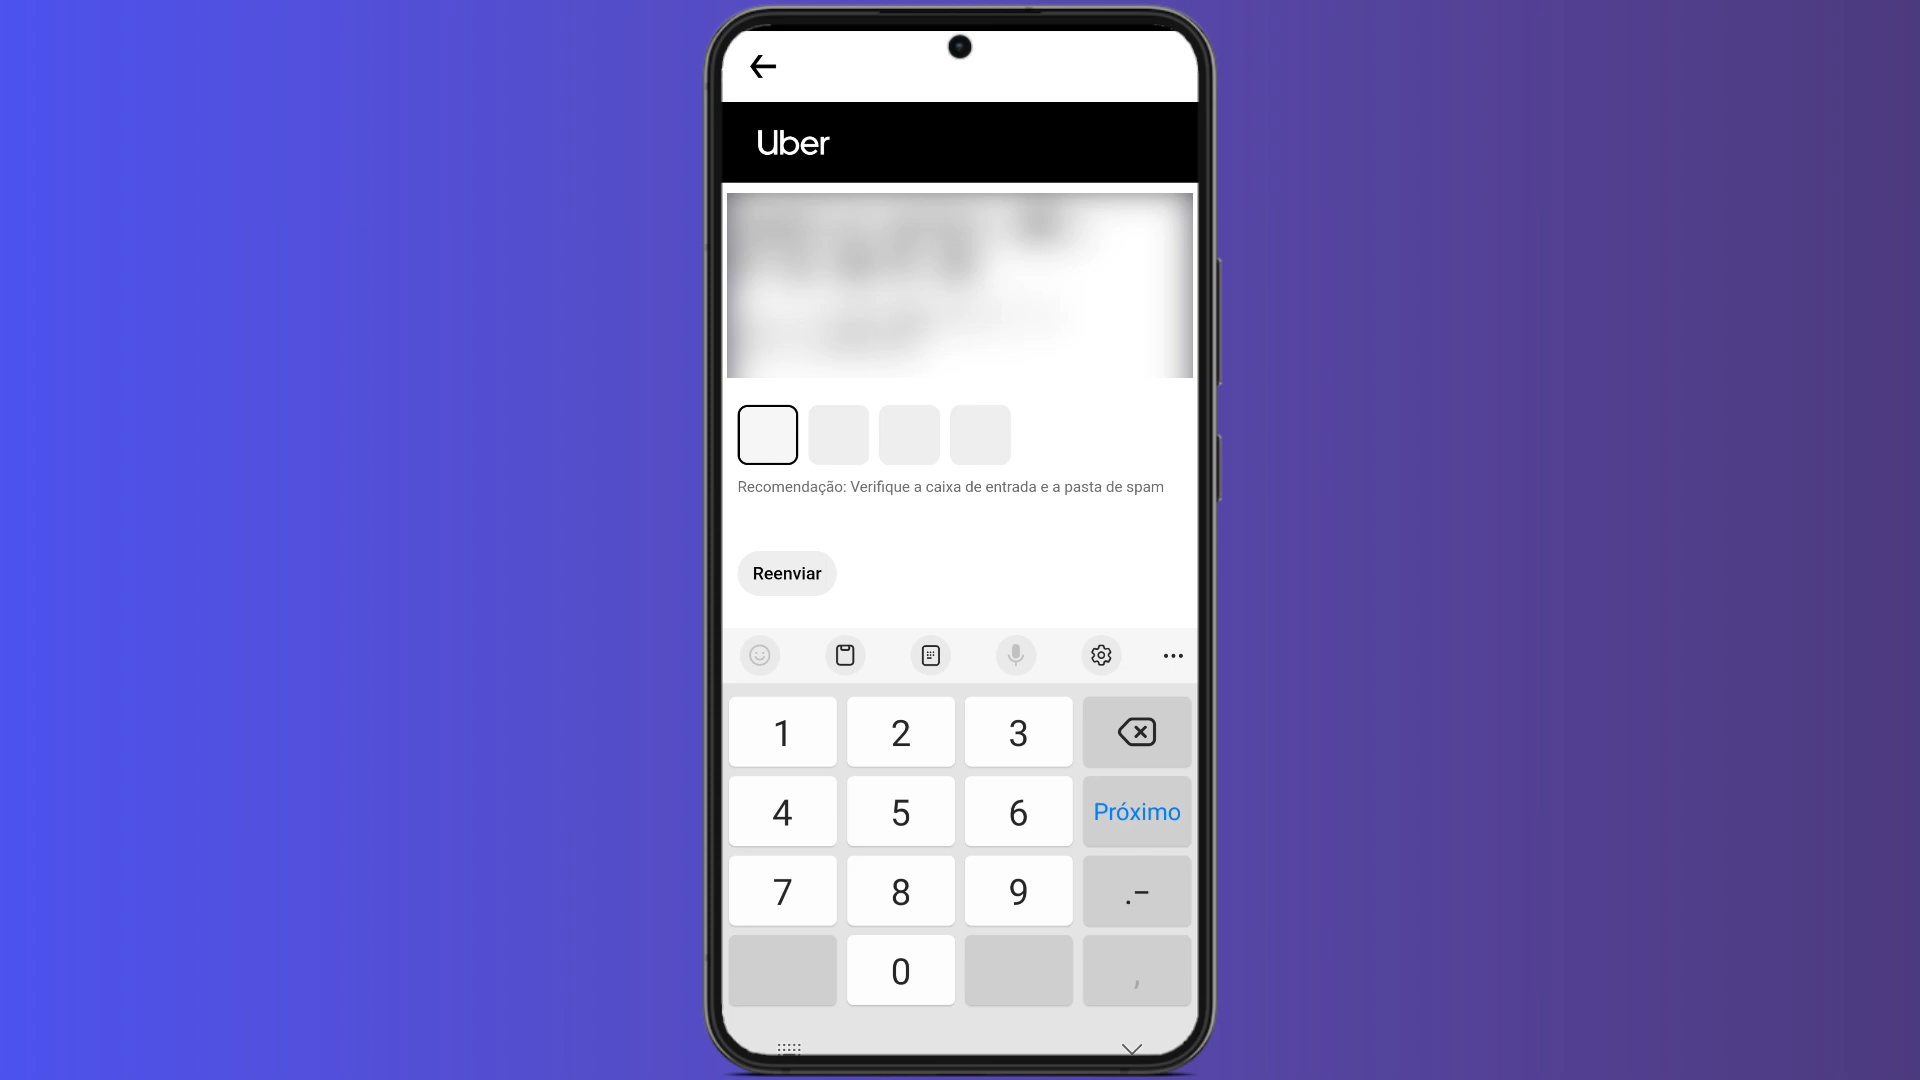 Uber
Recomendação: Verifique a caixa de entrada e a pasta de spam
Reenviar
1 2 3
4 5 6 Próximo
7 8 9 .-
0 ,